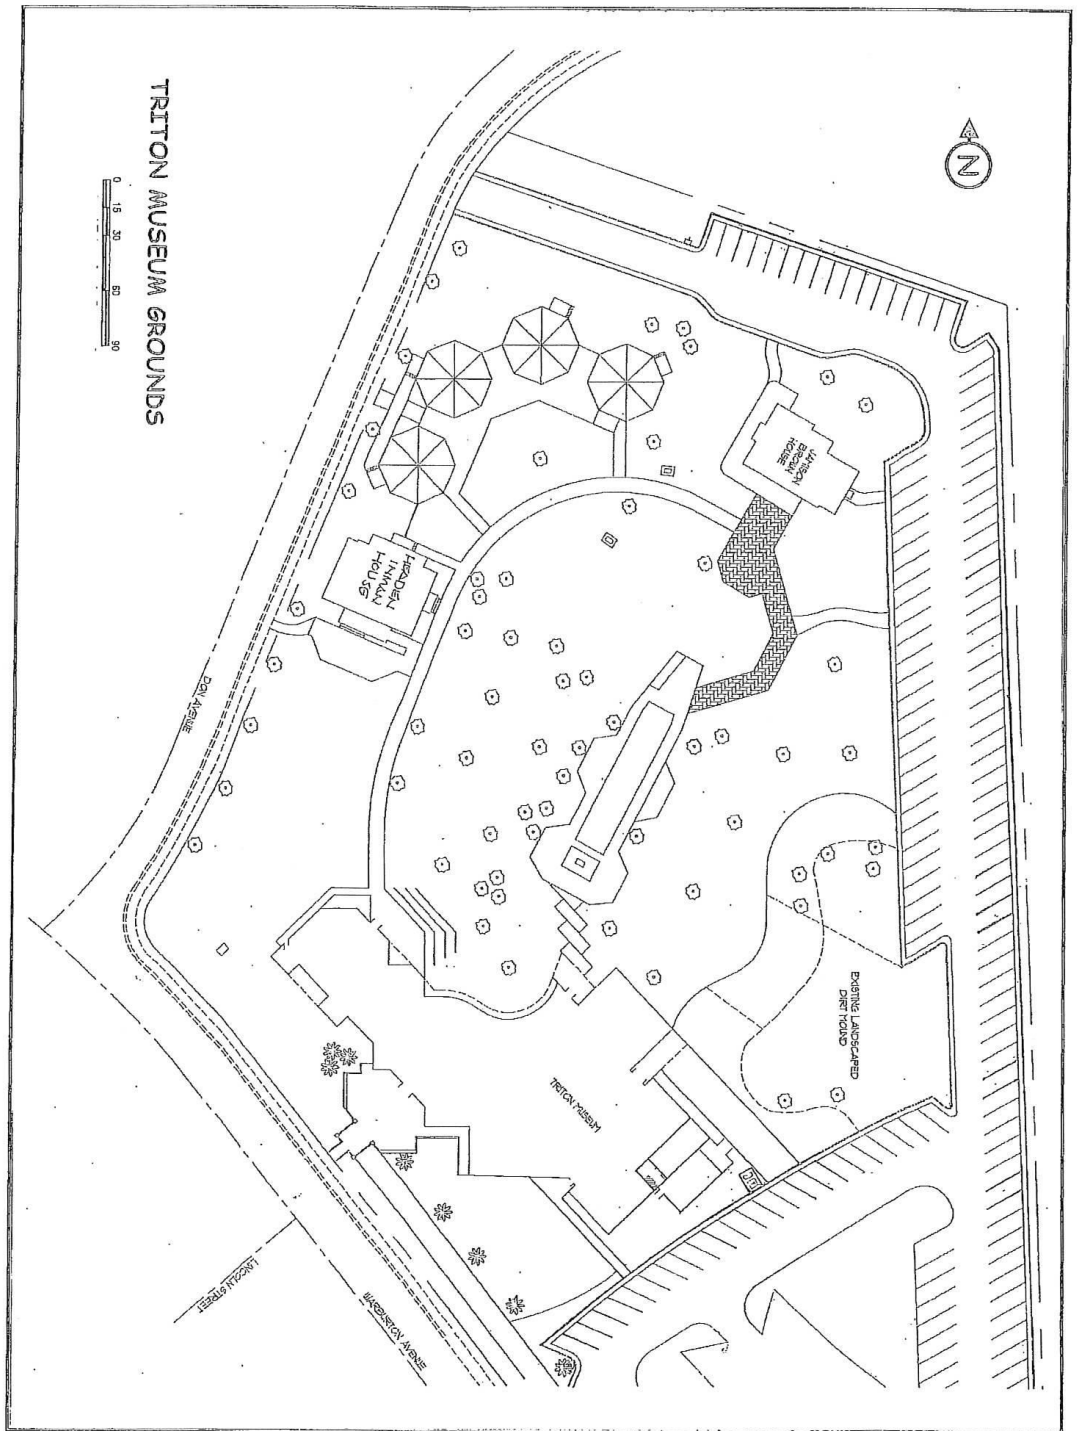 TRITON MUSEUM GROUNDS
0 15 30 60 90
N
JAMISON
BROWN
HOUSE
HEADEN
INMAN
HOUSE
DON AVENUE
EXISTING LANDSCAPED
DIRT MOUND
TRITON MUSEUM
LINCOLN STREET
WARBURTON AVENUE